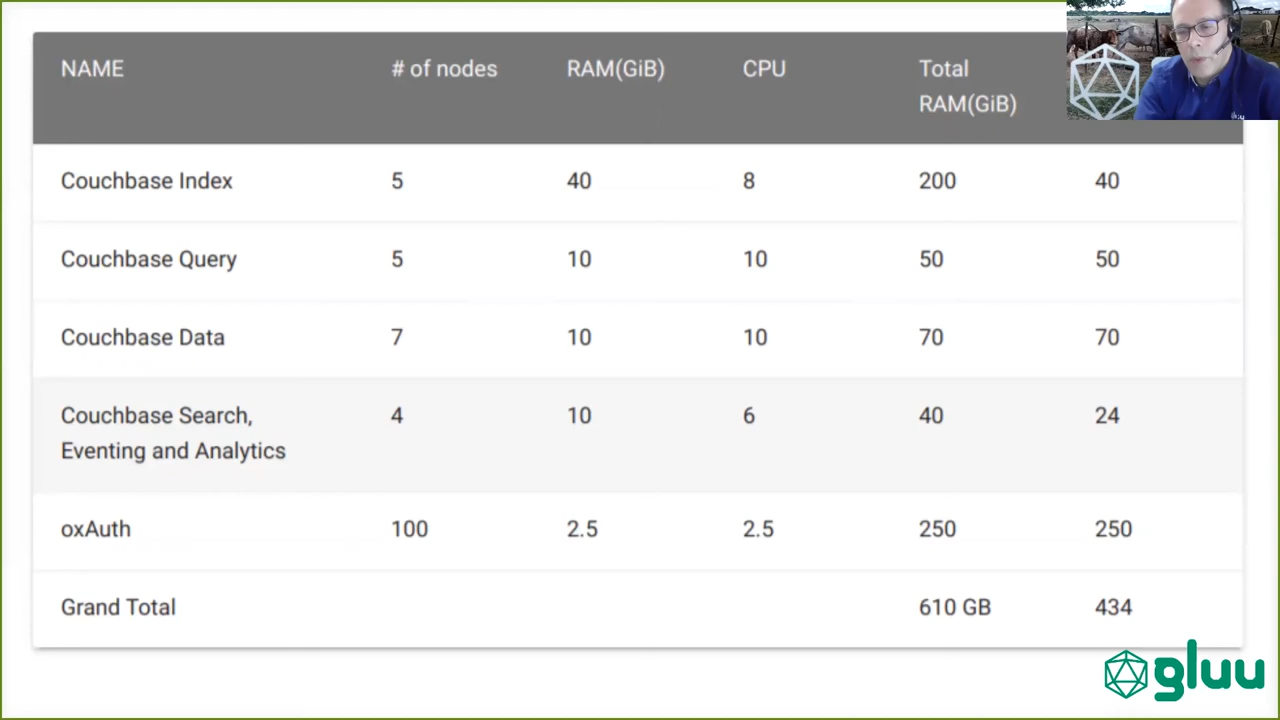 NAME # of nodes RAM(GiB) CPU Total
RAM(GiB)
Couchbase Index 5 40 8 200 40
Couchbase Query 5 10 10 50 50
Couchbase Data 7 10 10 70 70
Couchbase Search, 4 10 6 40 24
Eventing and Analytics
oxAuth 100 2.5 2.5 250 250
Grand Total 610 GB 434
gluu